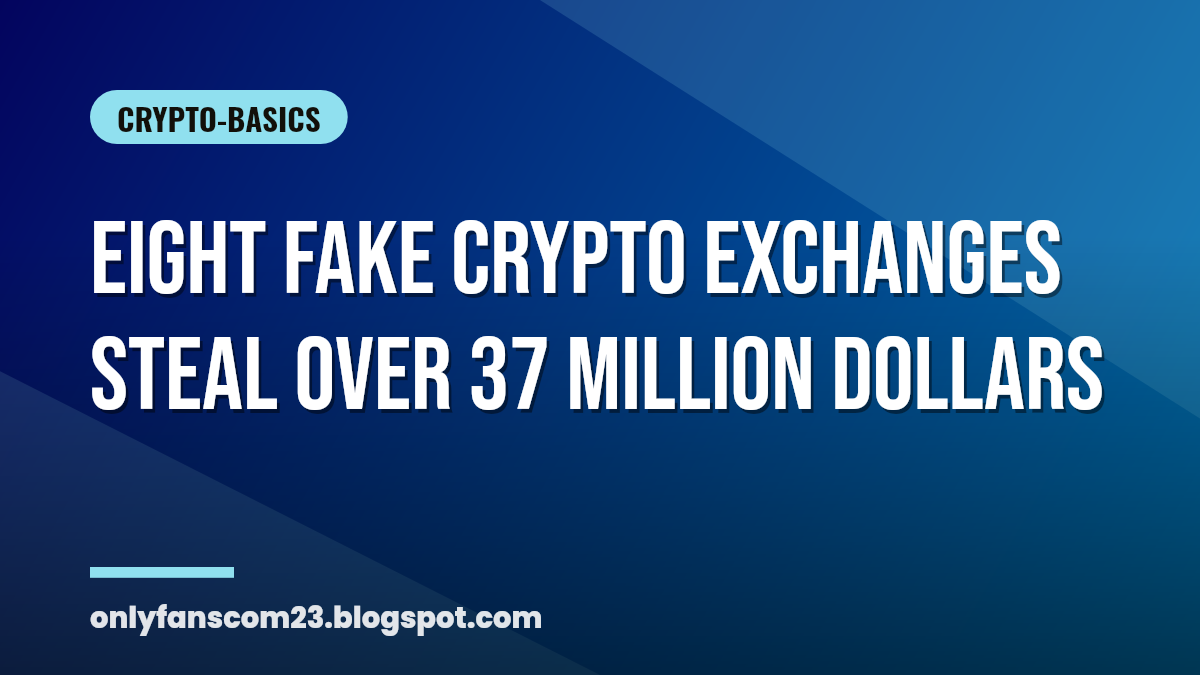 CRYPTO-BASICS
EIGHT FAKE CRYPTO EXCHANGES
STEAL OVER 37 MILLION DOLLARS
onlyfanscom23.blogspot.com